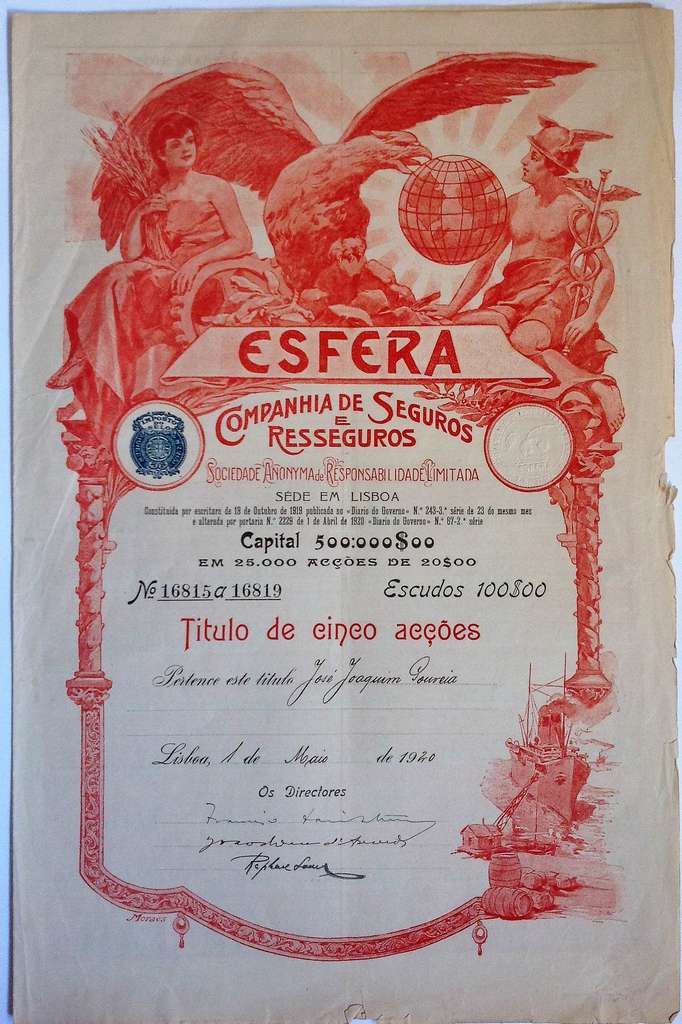 ESFERA
COMPANHIA DE SEGUROS
E
RESSEGUROS
IMPOSTO
DO
SELO
SOCIEDADE ANONYMA de RESPONSABILIDADE LIMITADA
SÉDE EM LISBOA
Constituida por escritura de 18 de Outubro de 1919 publicada no «Diario do Governo» N.º 243-3.ª série de 23 do mesmo mez
e alterada por portaria N.º 2229 de 1 de Abril de 1920 «Diario do Governo» N.º 67-2.ª série
Capital 500:000$00
EM 25.000 ACÇÕES DE 20$00
No 16815 a 16819 Escudos 100$00
Titulo de cinco acções
Pertence este titulo José Joaquim Gouveia
Lisboa, 1 de Maio de 1920
Os Directores
Moraes